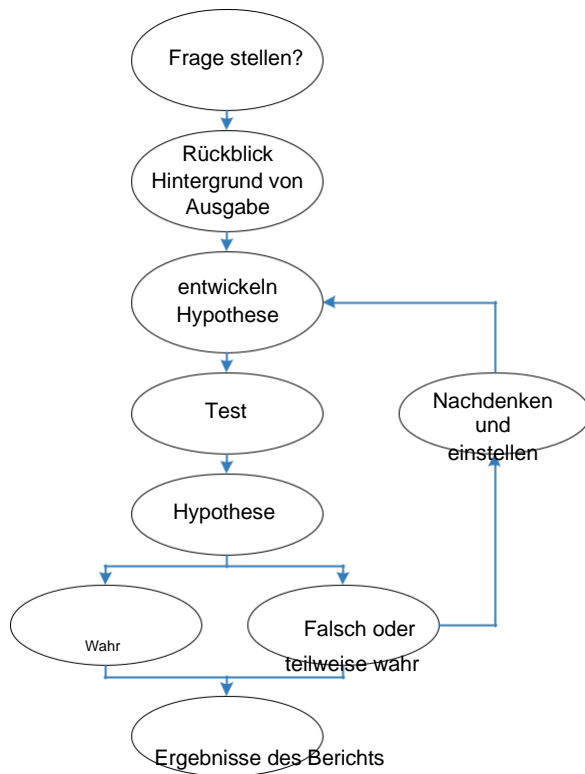 Frage stellen?
Rückblick
Hintergrund von
Ausgabe
entwickeln
Hypothese
Test
Nachdenken
und
einstellen
Hypothese
Wahr
Falsch oder
teilweise wahr
Ergebnisse des Berichts